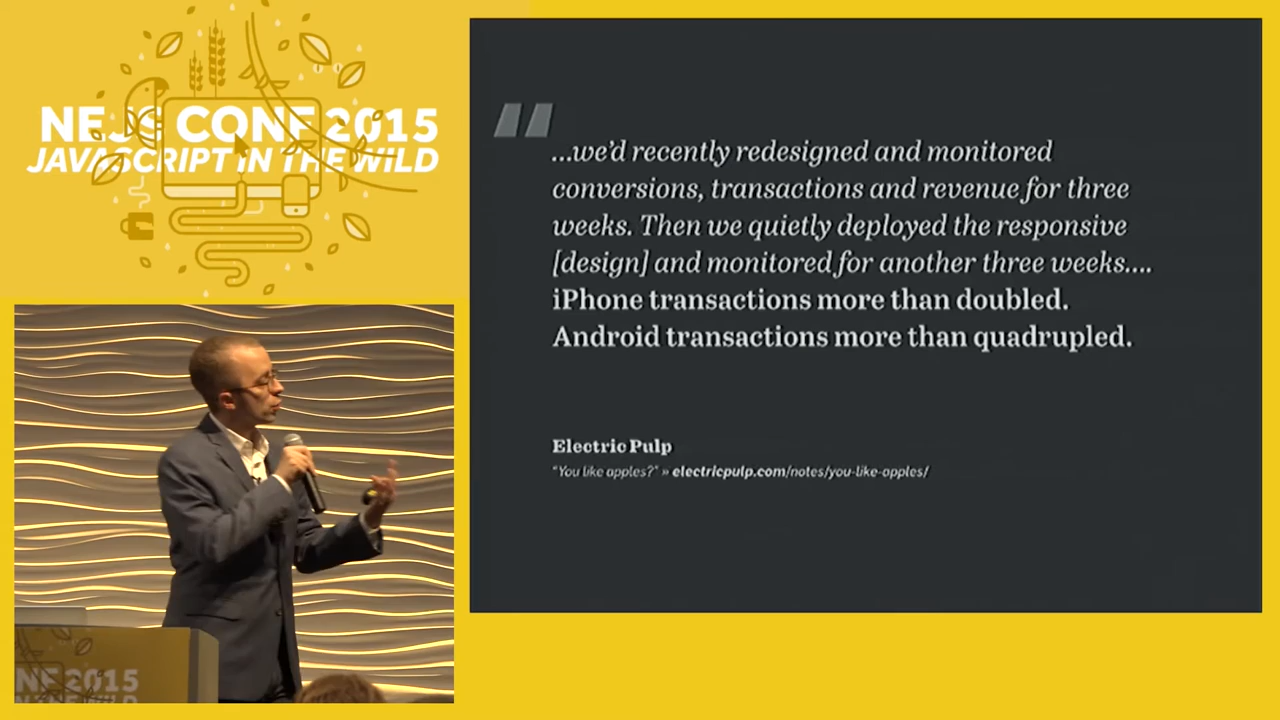 NEJS CONF 2015
JAVASCRIPT IN THE WILD
“
…we’d recently redesigned and monitored
conversions, transactions and revenue for three
weeks. Then we quietly deployed the responsive
[design] and monitored for another three weeks….
iPhone transactions more than doubled.
Android transactions more than quadrupled.
Electric Pulp
“You like apples?” » electricpulp.com/notes/you-like-apples/
2015
WILD